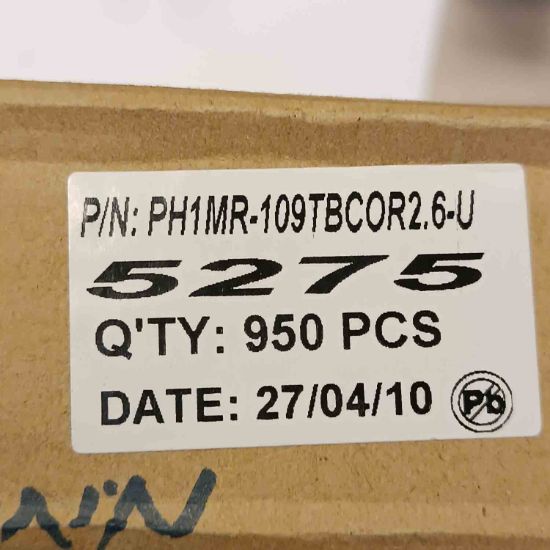 P/N: PH1MR-109TBCOR2.6-U
5275
Q'TY: 950 PCS
DATE: 27/04/10 Pb